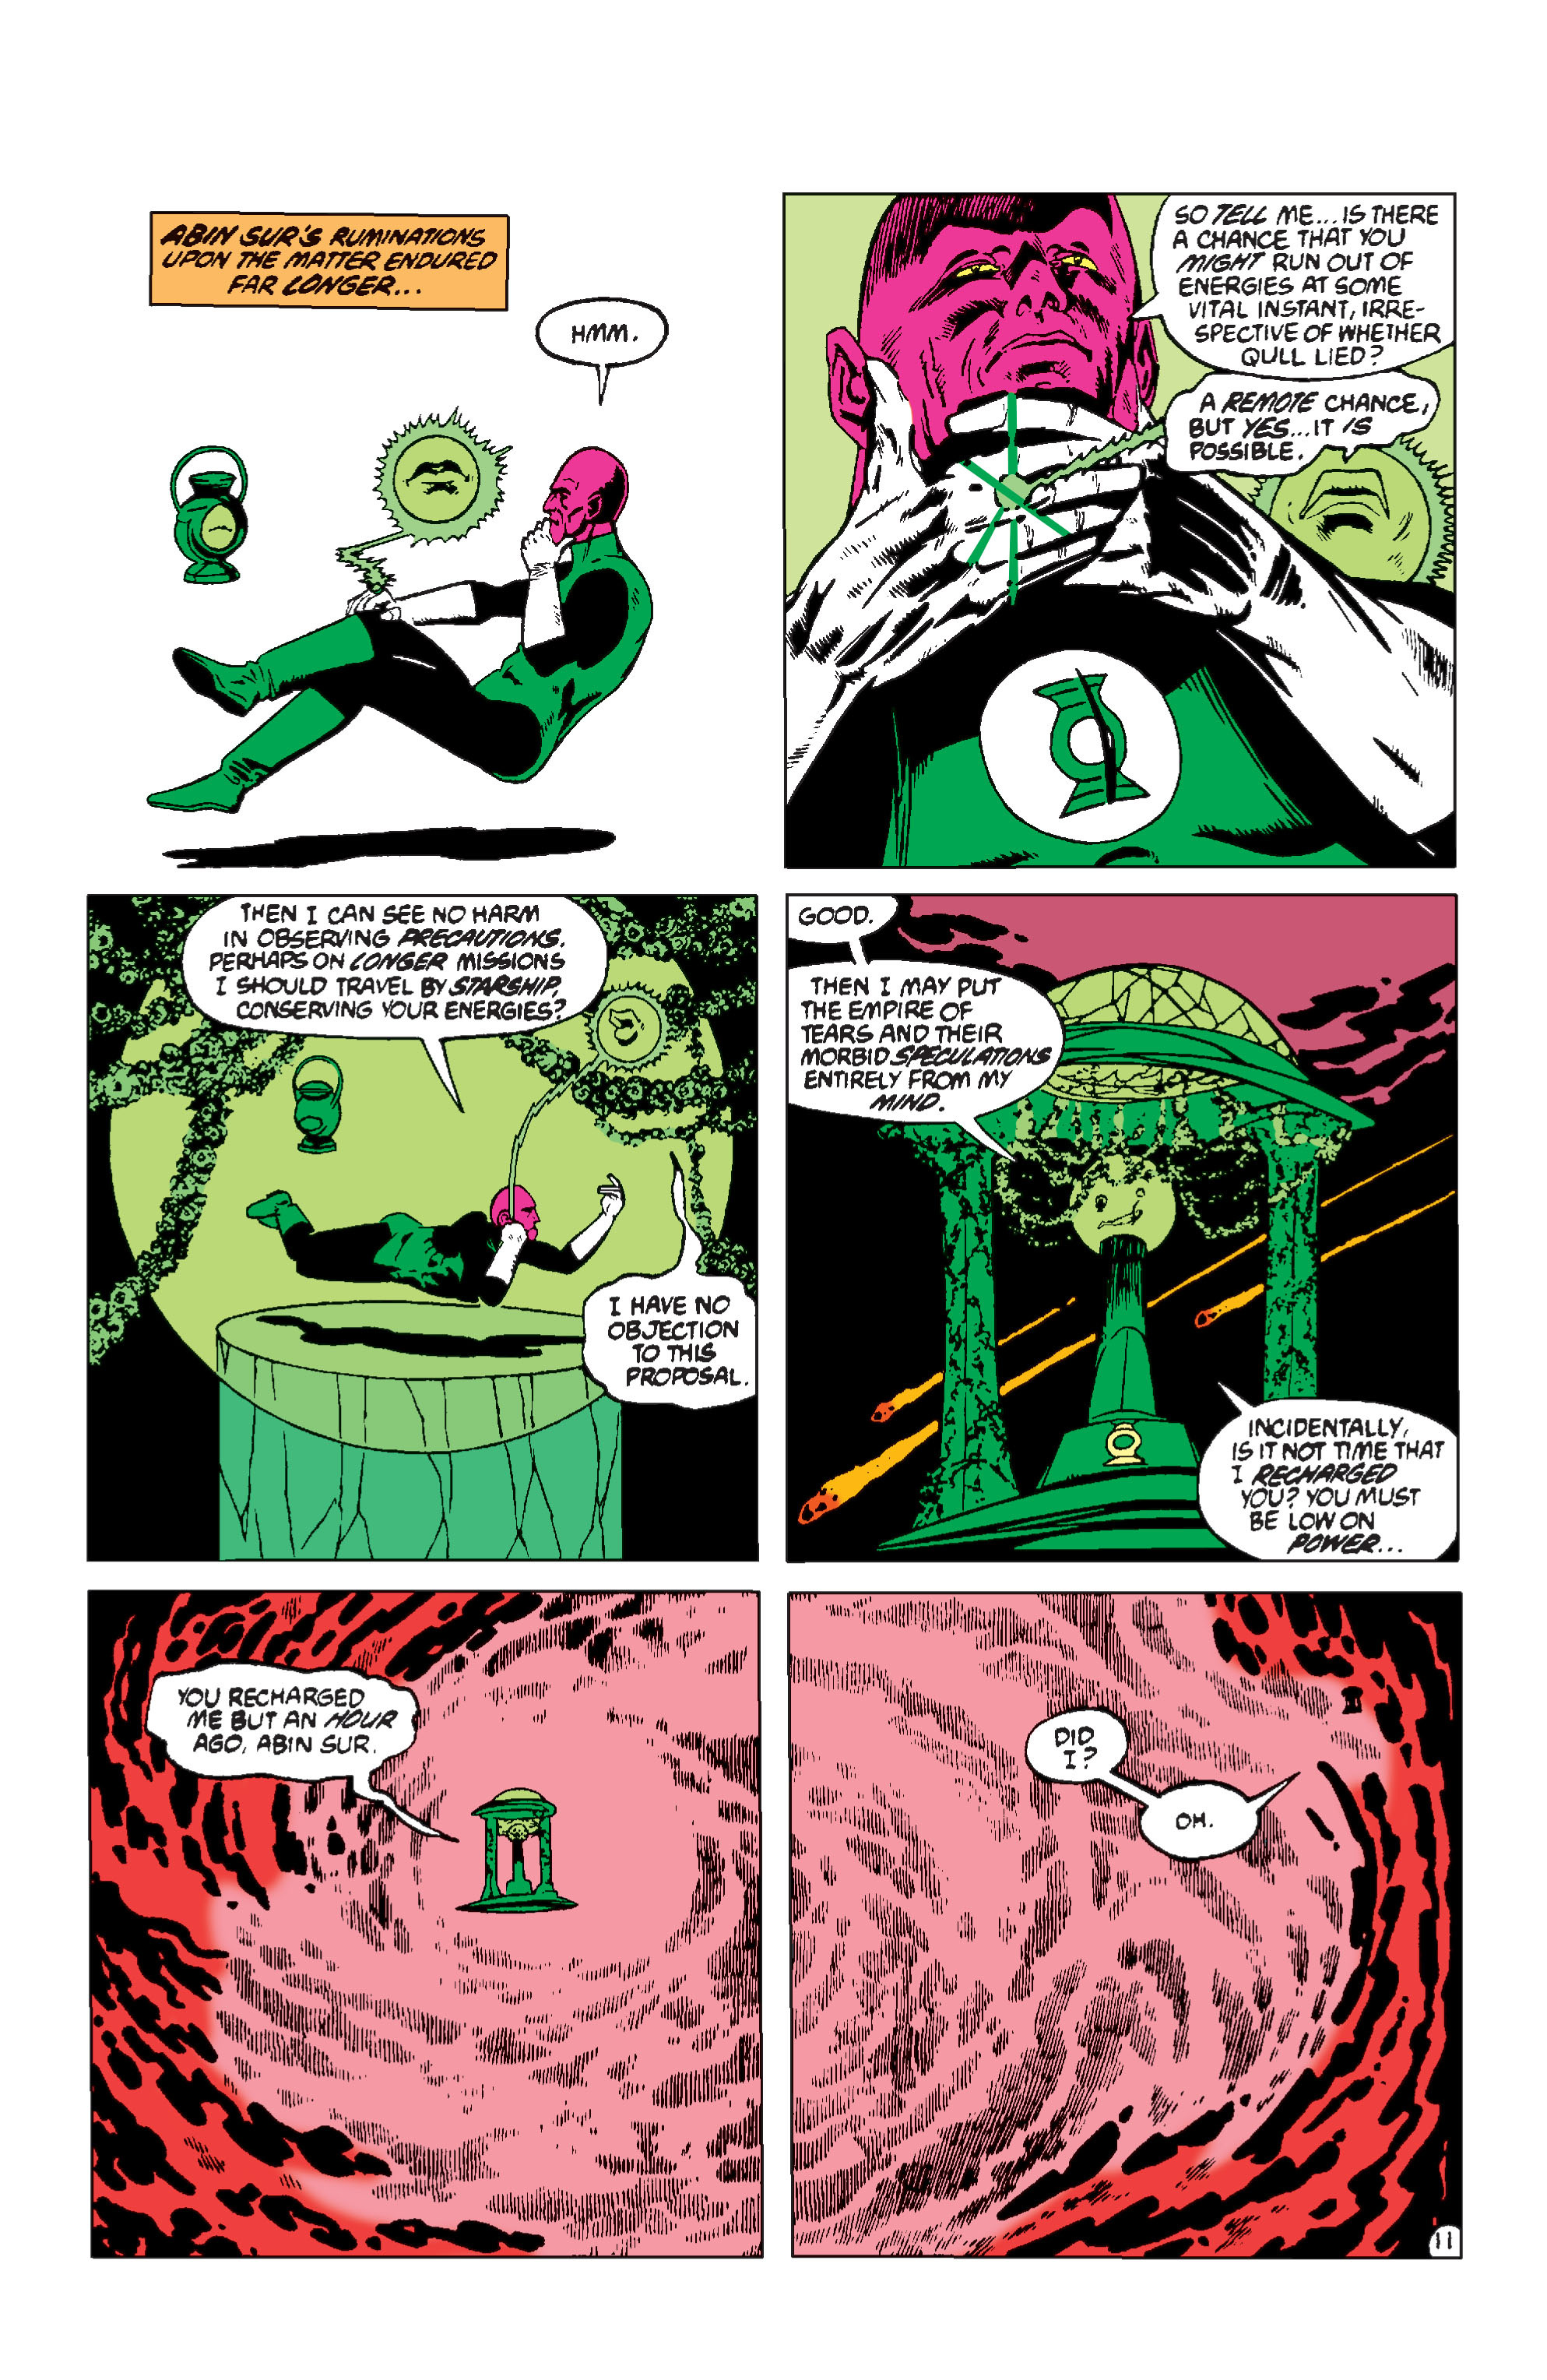 ABIN SUR'S RUMINATIONS
UPON THE MATTER ENDURED
FAR LONGER...
HMM.
SO TELL ME... IS THERE
A CHANCE THAT YOU
MIGHT RUN OUT OF
ENERGIES AT SOME
VITAL INSTANT, IRRE-
SPECTIVE OF WHETHER
QULL LIED?
A REMOTE CHANCE,
BUT YES... IT IS
POSSIBLE.
THEN I CAN SEE NO HARM
IN OBSERVING PRECAUTIONS.
PERHAPS ON LONGER MISSIONS
I SHOULD TRAVEL BY STARSHIP,
CONSERVING YOUR ENERGIES?
I HAVE NO
OBJECTION
TO THIS
PROPOSAL.
GOOD.
THEN I MAY PUT
THE EMPIRE OF
TEARS AND THEIR
MORBID SPECULATIONS
ENTIRELY FROM MY
MIND.
INCIDENTALLY,
IS IT NOT TIME THAT
I RECHARGED
YOU? YOU MUST
BE LOW ON
POWER...
YOU RECHARGED
ME BUT AN HOUR
AGO, ABIN SUR.
DID
I?
OH.
11